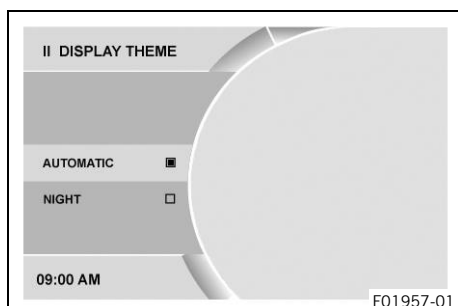 II DISPLAY THEME
AUTOMATIC
NIGHT
09:00 AM
F01957-01